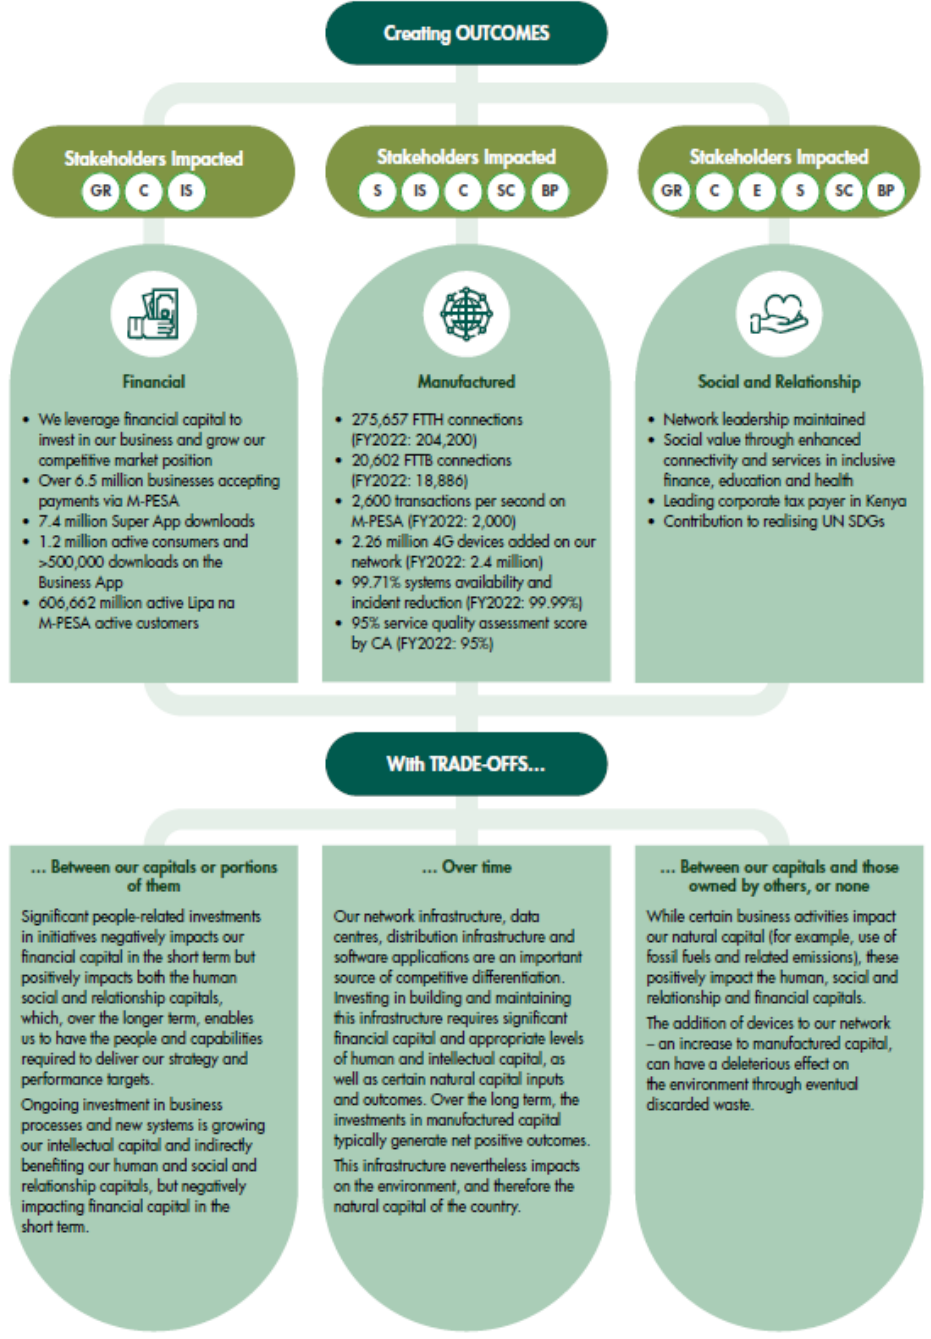 Creating OUTCOMES
Stakeholders Impacted
GR C IS
Stakeholders Impacted
S IS C SC BP
Stakeholders Impacted
GR C E S SC BP
Financial
• We leverage financial capital to
invest in our business and grow our
competitive market position
• Over 6.5 million businesses accepting
payments via M-PESA
• 7.4 million Super App downloads
• 1.2 million active consumers and
>500,000 downloads on the
Business App
• 606,662 million active Lipa na
M-PESA active customers
Manufactured
• 275,657 FTTH connections
(FY2022: 204,200)
• 20,602 FTTB connections
(FY2022: 18,886)
• 2,600 transactions per second on
M-PESA (FY2022: 2,000)
• 2.26 million 4G devices added on our
network (FY2022: 2.4 million)
• 99.71% systems availability and
incident reduction (FY2022: 99.99%)
• 95% service quality assessment score
by CA (FY2022: 95%)
Social and Relationship
• Network leadership maintained
• Social value through enhanced
connectivity and services in inclusive
finance, education and health
• Leading corporate tax payer in Kenya
• Contribution to realising UN SDGs
With TRADE-OFFS...
... Between our capitals or portions
of them
Significant people-related investments
in initiatives negatively impacts our
financial capital in the short term but
positively impacts both the human
social and relationship capitals,
which, over the longer term, enables
us to have the people and capabilities
required to deliver our strategy and
performance targets.
Ongoing investment in business
processes and new systems is growing
our intellectual capital and indirectly
benefiting our human and social and
relationship capitals, but negatively
impacting financial capital in the
short term.
... Over time
Our network infrastructure, data
centres, distribution infrastructure and
software applications are an important
source of competitive differentiation.
Investing in building and maintaining
this infrastructure requires significant
financial capital and appropriate levels
of human and intellectual capital, as
well as certain natural capital inputs
and outcomes. Over the long term, the
investments in manufactured capital
typically generate net positive outcomes.
This infrastructure nevertheless impacts
on the environment, and therefore the
natural capital of the country.
... Between our capitals and those
owned by others, or none
While certain business activities impact
our natural capital (for example, use of
fossil fuels and related emissions), these
positively impact the human, social and
relationship and financial capitals.
The addition of devices to our network
– an increase to manufactured capital,
can have a deleterious effect on
the environment through eventual
discarded waste.